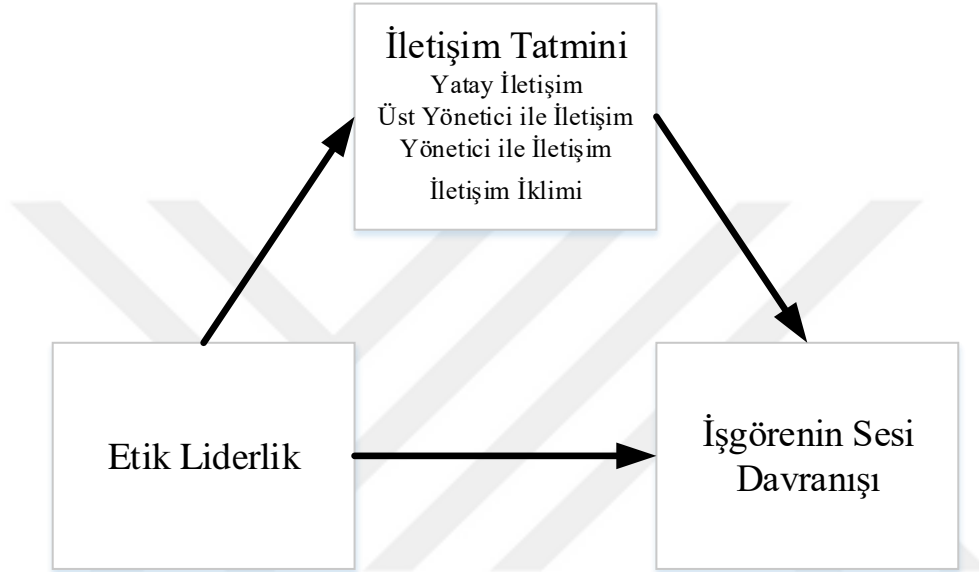 İletişim Tatmini
Yatay İletişim
Üst Yönetici ile İletişim
Yönetici ile İletişim
İletişim İklimi
Etik Liderlik
İşgörenin Sesi
Davranışı